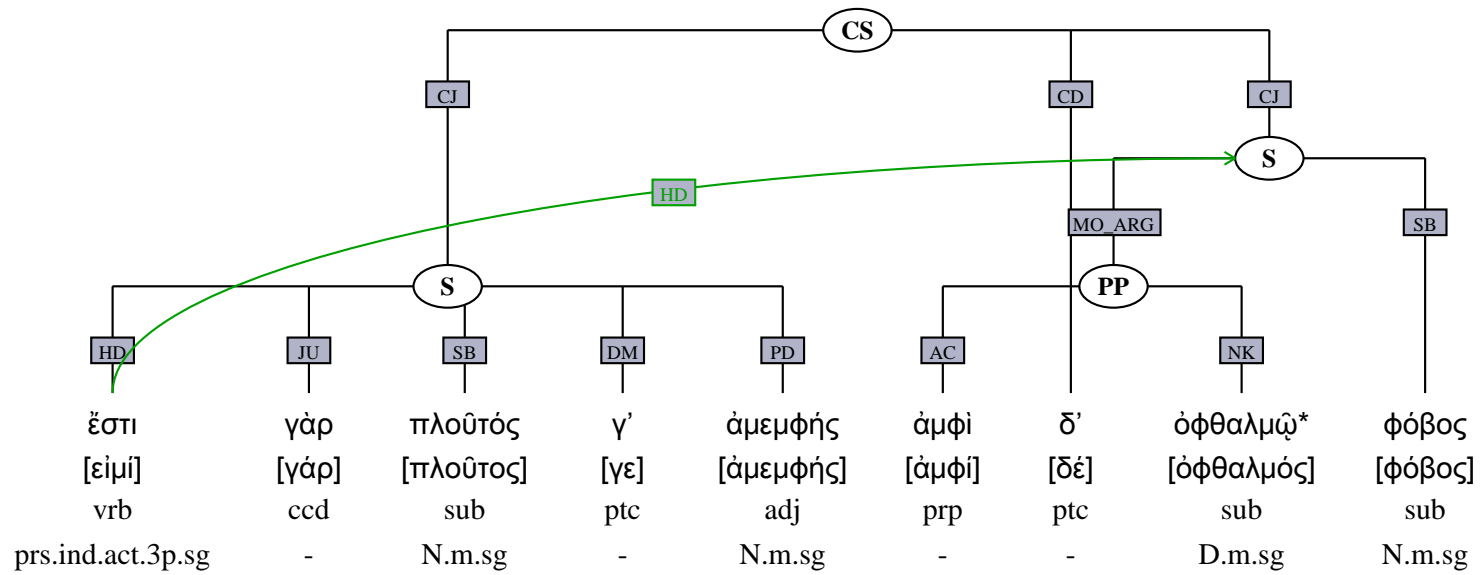 CS
CJ CD CJ
S
HD
MO_ARG SB
S PP
HD JU SB DM PD AC NK
ἔστι γὰρ πλοῦτός γ’ ἀμεμφής ἀμφὶ δ’ ὀφθαλμῷ* φόβος
[εἰμί] [γάρ] [πλοῦτος] [γε] [ἀμεμφής] [ἀμφί] [δέ] [ὀφθαλμός] [φόβος]
vrb ccd sub ptc adj prp ptc sub sub
prs.ind.act.3p.sg - N.m.sg - N.m.sg - - D.m.sg N.m.sg